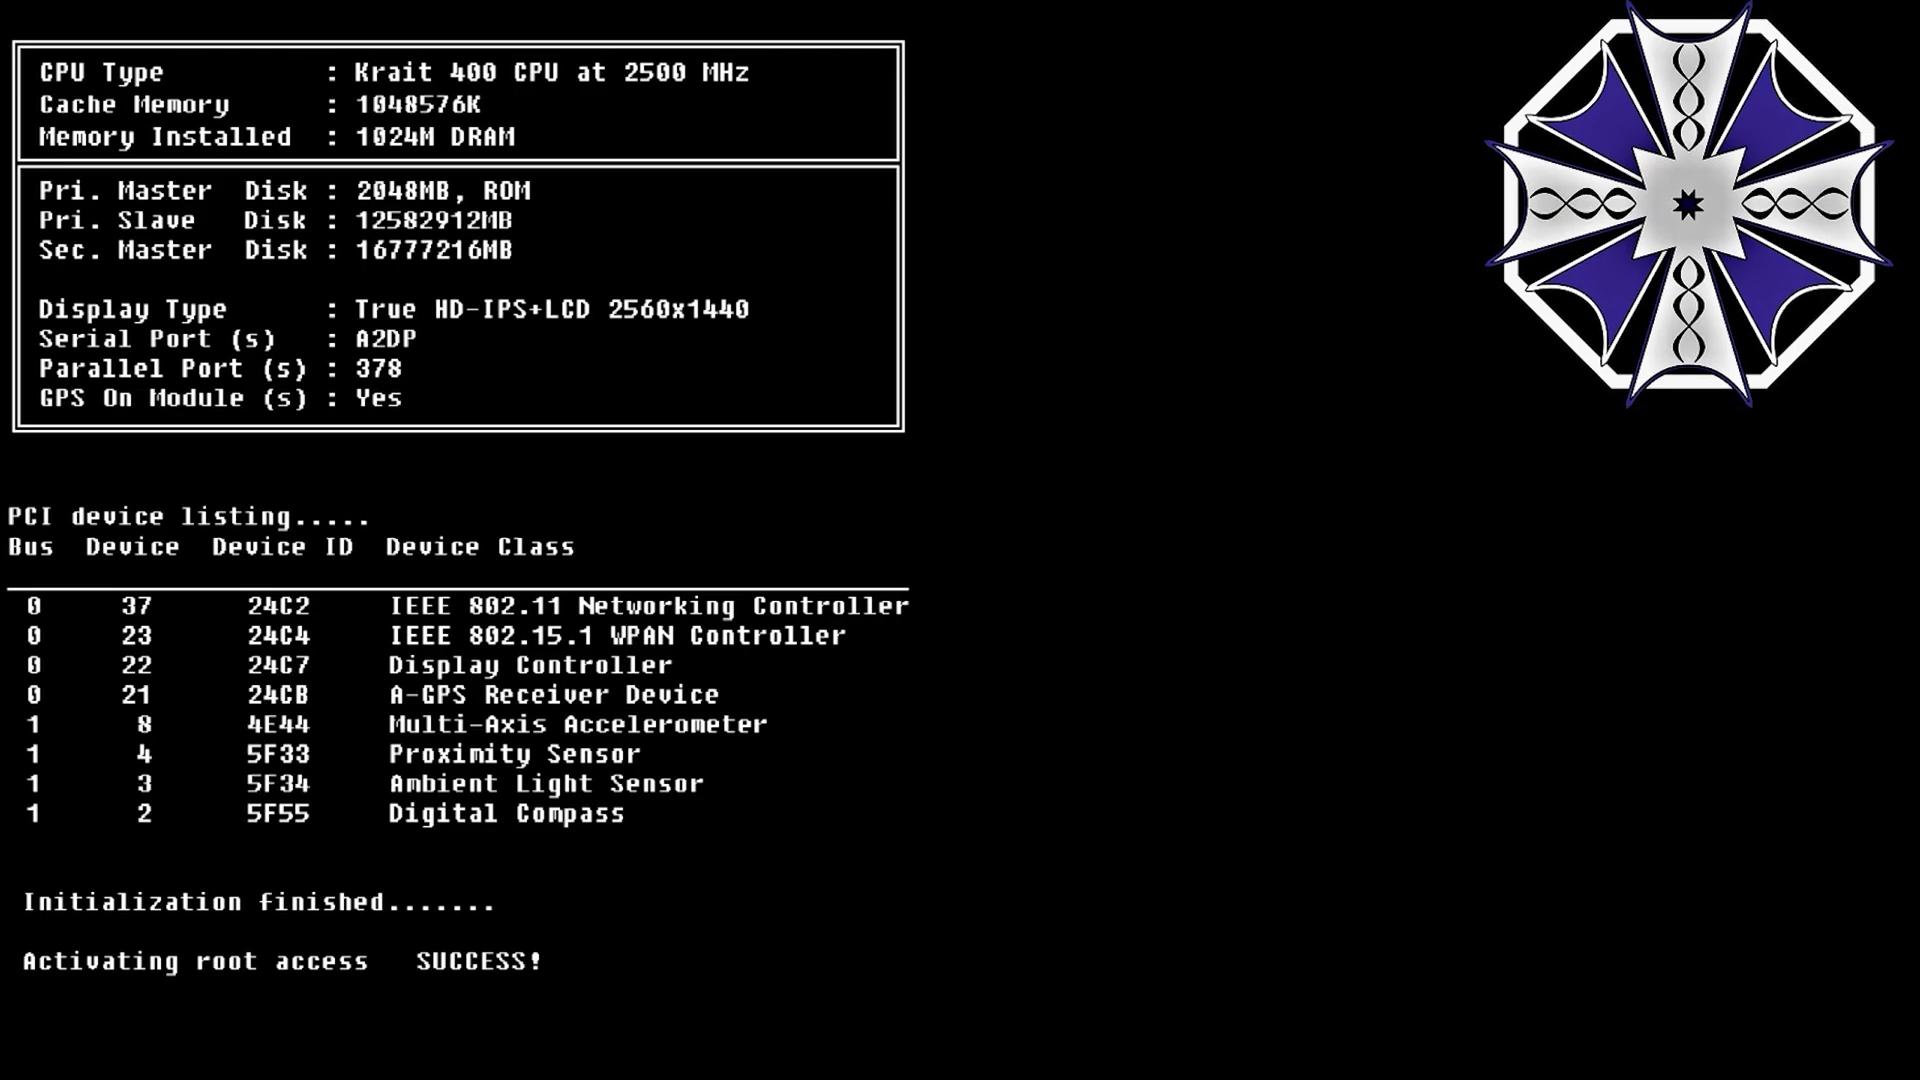 CPU Type : Krait 400 CPU at 2500 MHz
Cache Memory : 1048576K
Memory Installed : 1024M DRAM
Pri. Master Disk : 2048MB, ROM
Pri. Slave Disk : 12582912MB
Sec. Master Disk : 16777216MB
Display Type : True HD-IPS+LCD 2560x1440
Serial Port (s) : A2DP
Parallel Port (s) : 378
GPS On Module (s) : Yes
PCI device listing.....
Bus Device Device ID Device Class
0 37 24C2 IEEE 802.11 Networking Controller
0 23 24C4 IEEE 802.15.1 WPAN Controller
0 22 24C7 Display Controller
0 21 24CB A-GPS Receiver Device
1 8 4E44 Multi-Axis Accelerometer
1 4 5F33 Proximity Sensor
1 3 5F34 Ambient Light Sensor
1 2 5F55 Digital Compass
Initialization finished.......
Activating root access SUCCESS!